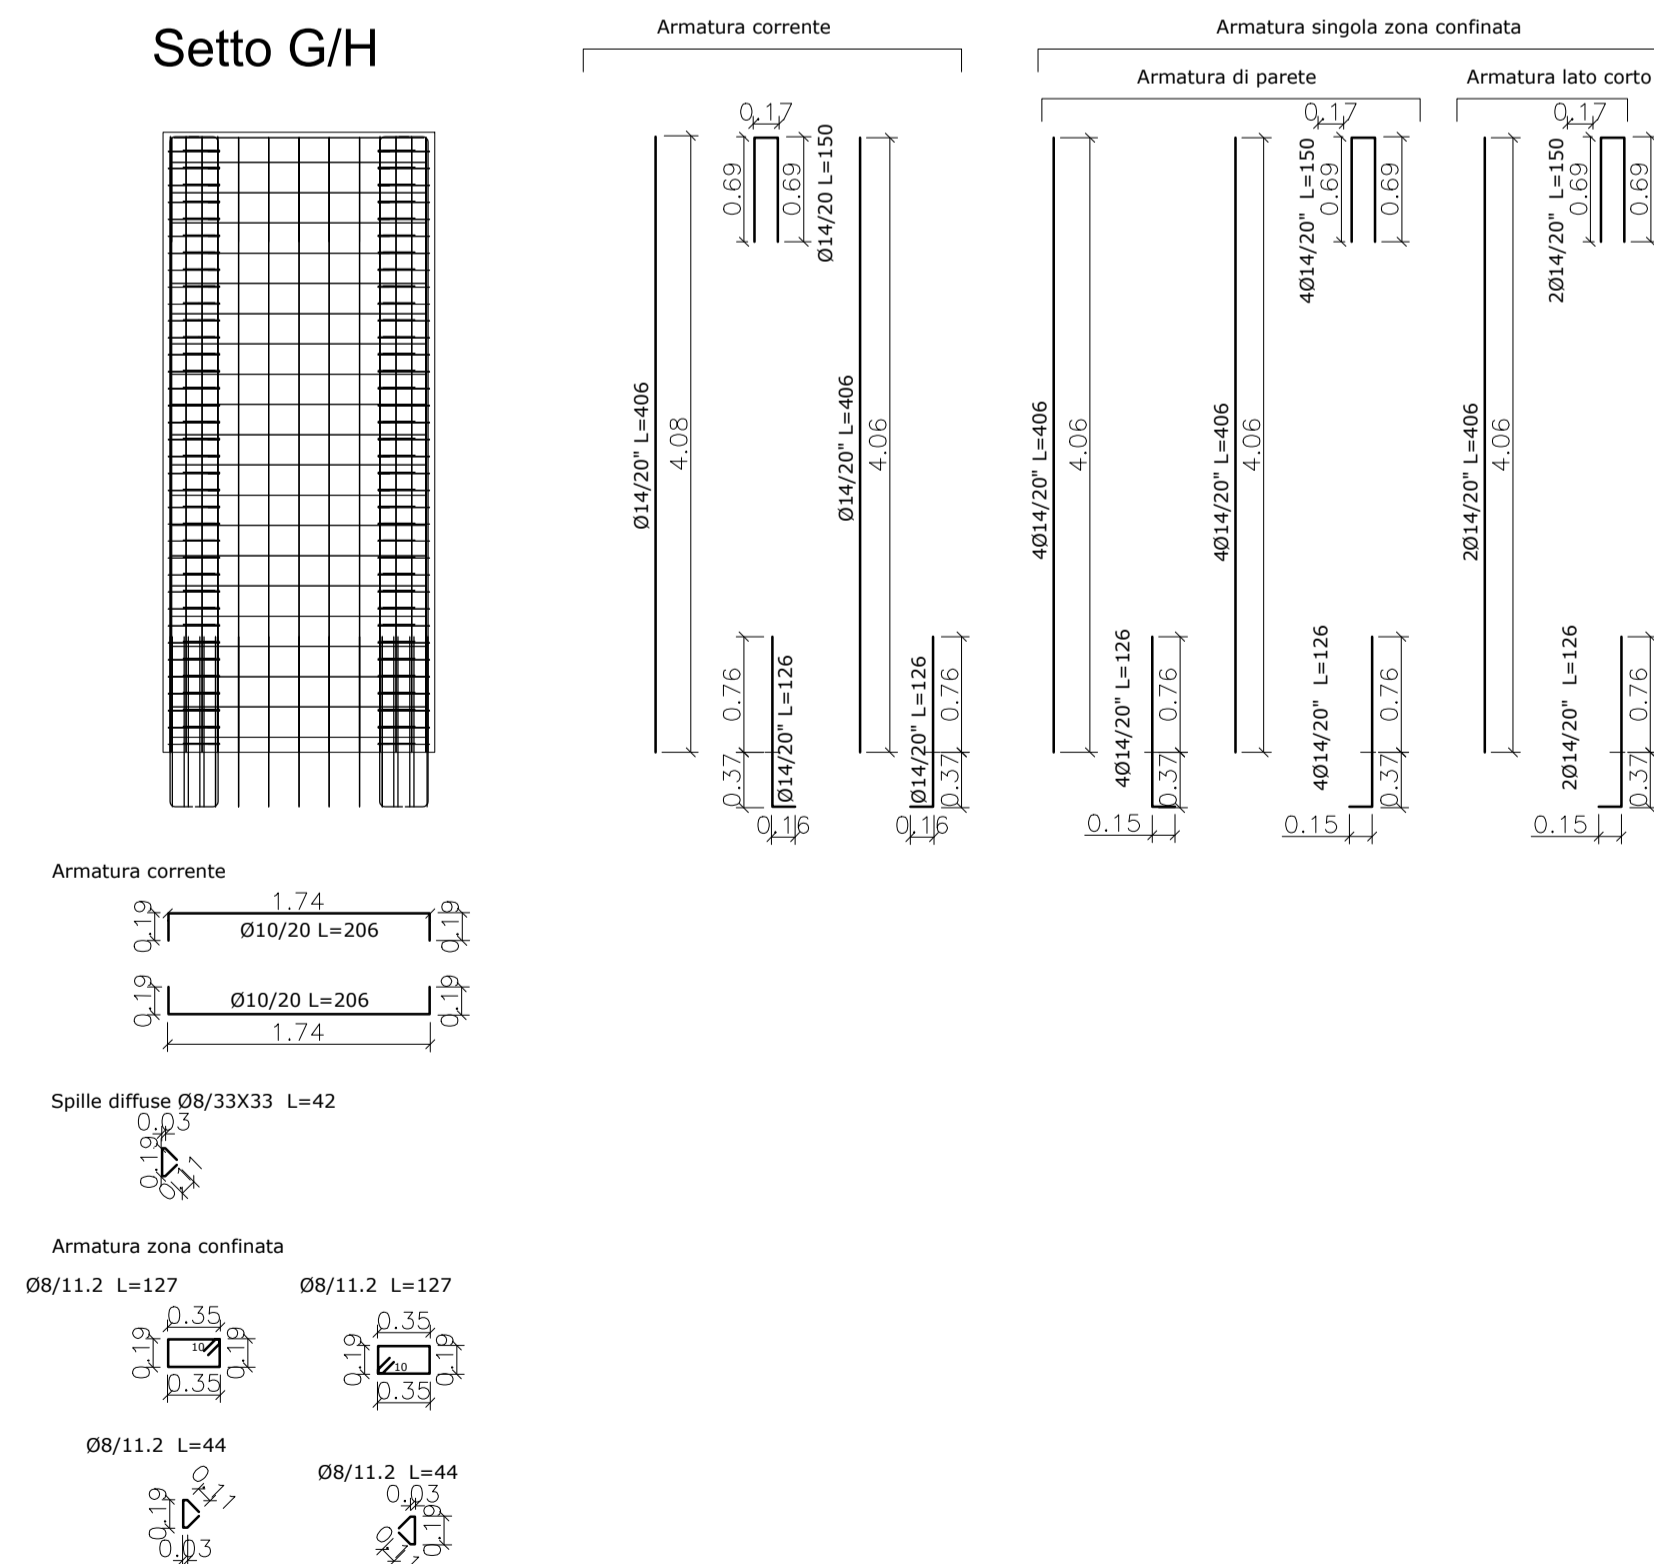 Setto G/H
Armatura corrente
Armatura singola zona confinata
Armatura di parete
Armatura lato corto
0.17
0.69
0.69
Ø14/20 L=150
Ø14/20" L=406
4.08
Ø14/20" L=406
4.06
0.76
0.37
Ø14/20" L=126
0.16
Ø14/20" L=126
0.76
0.37
0.16
4Ø14/20" L=406
4.06
4Ø14/20" L=126
0.76
0.37
0.15
4Ø14/20" L=406
4.06
0.17
4Ø14/20" L=150
0.69
0.69
4Ø14/20" L=126
0.76
0.37
0.15
2Ø14/20" L=406
4.06
0.17
2Ø14/20" L=150
0.69
0.69
2Ø14/20" L=126
0.76
0.37
0.15
Armatura corrente
1.74
0.19
0.19
Ø10/20 L=206
0.19
0.19
Ø10/20 L=206
1.74
Spille diffuse Ø8/33X33 L=42
0.03
0.19
0.11
Armatura zona confinata
Ø8/11.2 L=127
0.35
0.19
10
0.19
0.35
Ø8/11.2 L=127
0.35
0.19
10
0.19
0.35
Ø8/11.2 L=44
0.11
0.19
0.03
Ø8/11.2 L=44
0.03
0.19
0.11